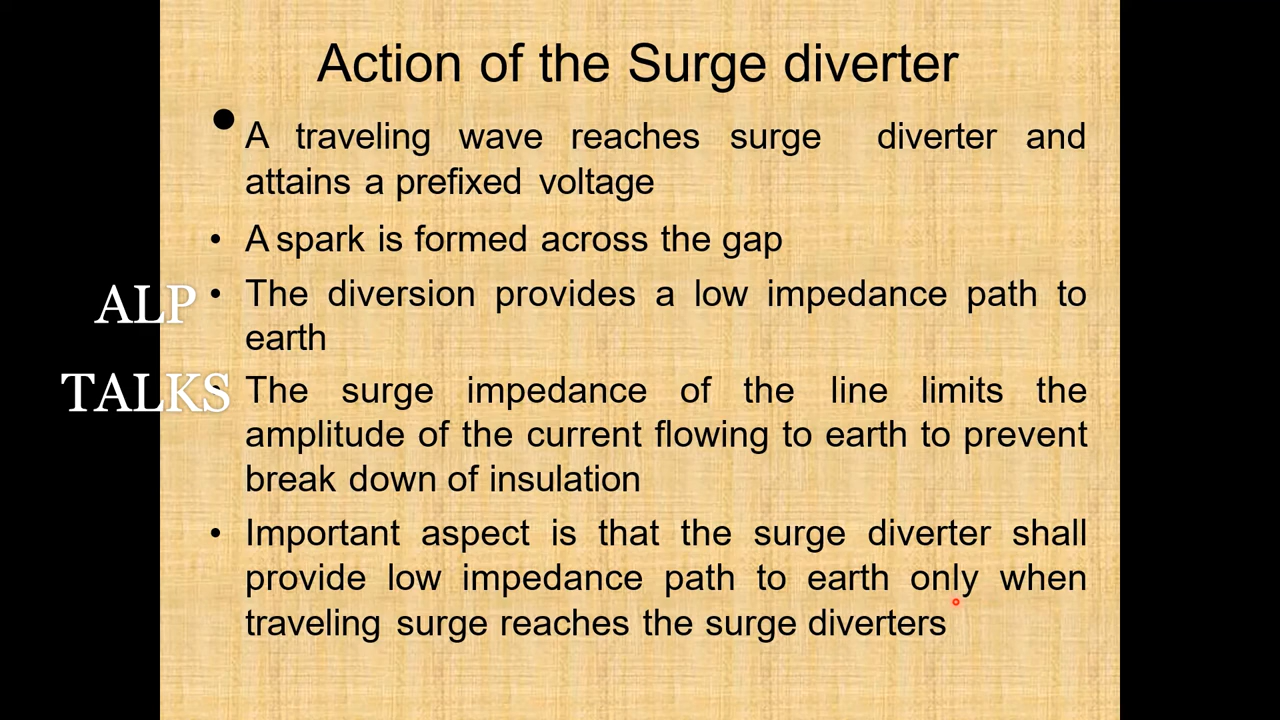 Action of the Surge diverter
• A traveling wave reaches surge diverter and
attains a prefixed voltage
• A spark is formed across the gap
• The diversion provides a low impedance path to
earth
• The surge impedance of the line limits the
amplitude of the current flowing to earth to prevent
break down of insulation
• Important aspect is that the surge diverter shall
provide low impedance path to earth only when
traveling surge reaches the surge diverters
ALP
TALKS